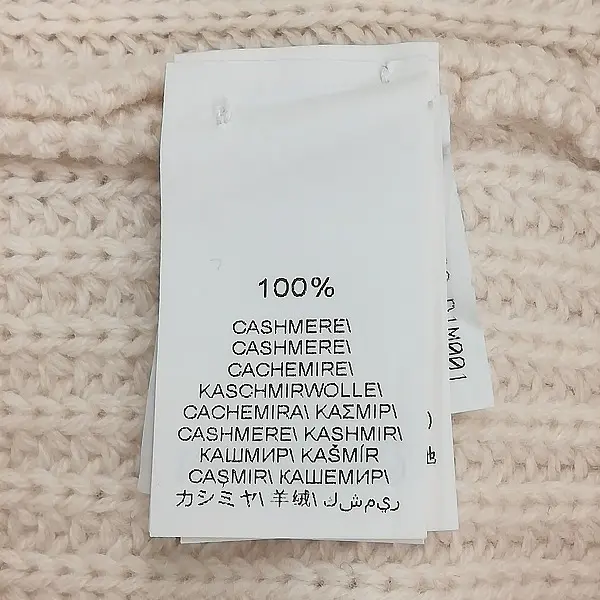 100%
CASHMERE\
CASHMERE\
CACHEMIRE\
KASCHMIRWOLLE\
CACHEMIRA\ ΚΑΣΜΙΡ\
CASHMERE\ KASHMIR\
КАШМИР\ KAŠMÍR
CAŞMIR\ КАШЕМИР\
カシミヤ\ 羊绒\ كشمير